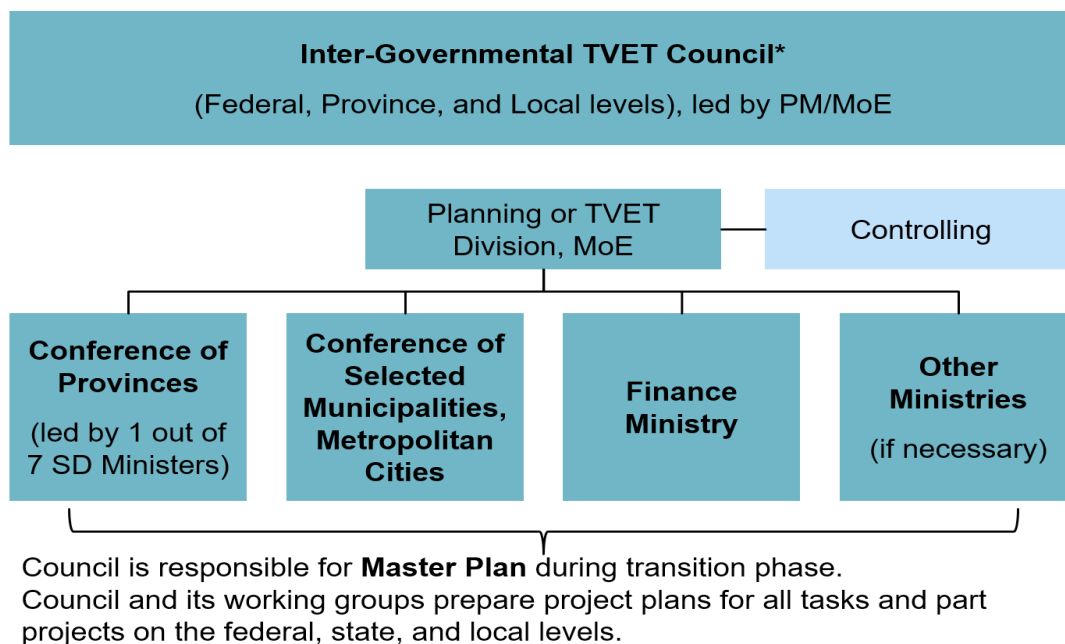 Inter-Governmental TVET Council*
(Federal, Province, and Local levels), led by PM/MoE
Planning or TVET
Division, MoE
Controlling
Conference of
Provinces
(led by 1 out of
7 SD Ministers)
Conference of
Selected
Municipalities,
Metropolitan
Cities
Finance
Ministry
Other
Ministries
(if necessary)
Council is responsible for Master Plan during transition phase.
Council and its working groups prepare project plans for all tasks and part
projects on the federal, state, and local levels.